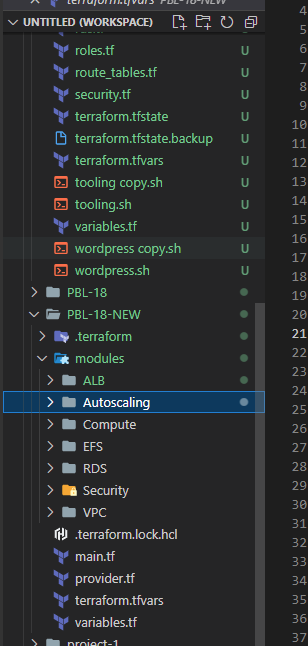 terraform.tfvars PBL-18-NEW
UNTITLED (WORKSPACE)
roles.tf U
route_tables.tf U
security.tf U
terraform.tfstate U
terraform.tfstate.backup U
terraform.tfvars U
tooling copy.sh U
tooling.sh U
variables.tf U
wordpress copy.sh U
wordpress.sh U
PBL-18
PBL-18-NEW
.terraform
modules
ALB
Autoscaling
Compute
EFS
RDS
Security
VPC
.terraform.lock.hcl
main.tf
provider.tf
terraform.tfvars
variables.tf
project-1
4
5
6
7
8
9
10
11
12
13
14
15
16
17
18
19
20
21
22
23
24
25
26
27
28
29
30
31
32
33
34
35
36
37